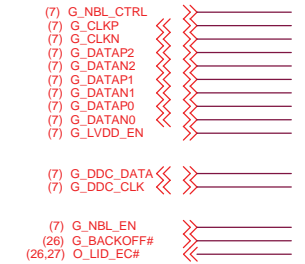 (7) G_NBL_CTRL
(7) G_CLKP
(7) G_CLKN
(7) G_DATAP2
(7) G_DATAN2
(7) G_DATAP1
(7) G_DATAN1
(7) G_DATAP0
(7) G_DATAN0
(7) G_LVDD_EN
(7) G_DDC_DATA
(7) G_DDC_CLK
(7) G_NBL_EN
(26) G_BACKOFF#
(26,27) O_LID_EC#